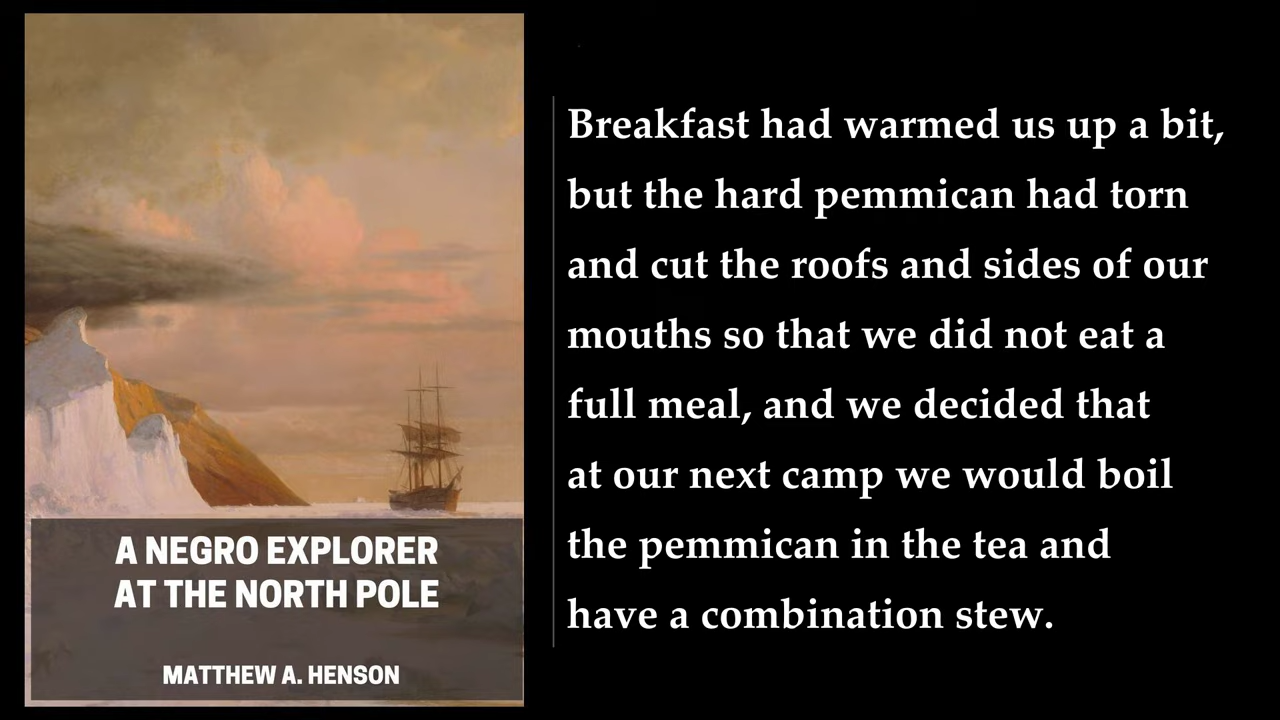 A NEGRO EXPLORER
AT THE NORTH POLE
MATTHEW A. HENSON
Breakfast had warmed us up a bit,
but the hard pemmican had torn
and cut the roofs and sides of our
mouths so that we did not eat a
full meal, and we decided that
at our next camp we would boil
the pemmican in the tea and
have a combination stew.